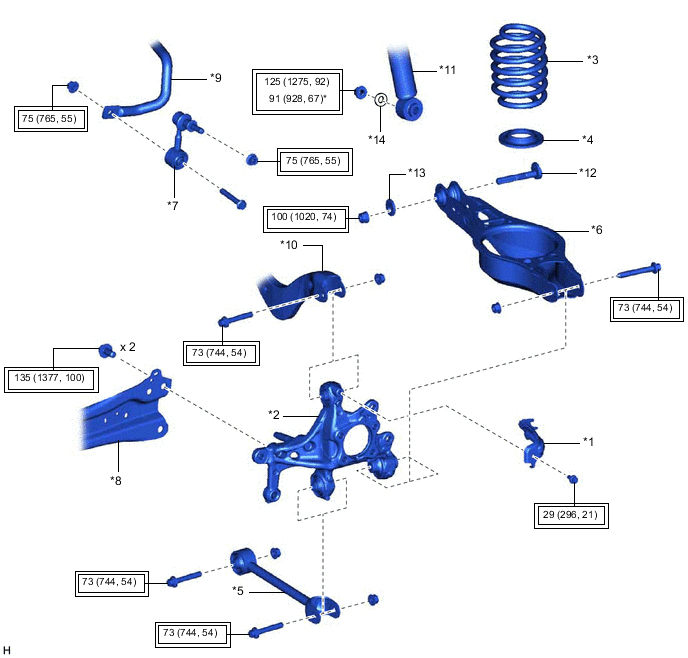 *9
*11
*3
125 (1275, 92)
91 (928, 67)*
75 (765, 55)
*14
*4
75 (765, 55)
*13
*12
*7
100 (1020, 74)
*6
*10
73 (744, 54)
x 2
73 (744, 54)
135 (1377, 100)
*2
*1
*8
29 (296, 21)
73 (744, 54)
*5
73 (744, 54)
H